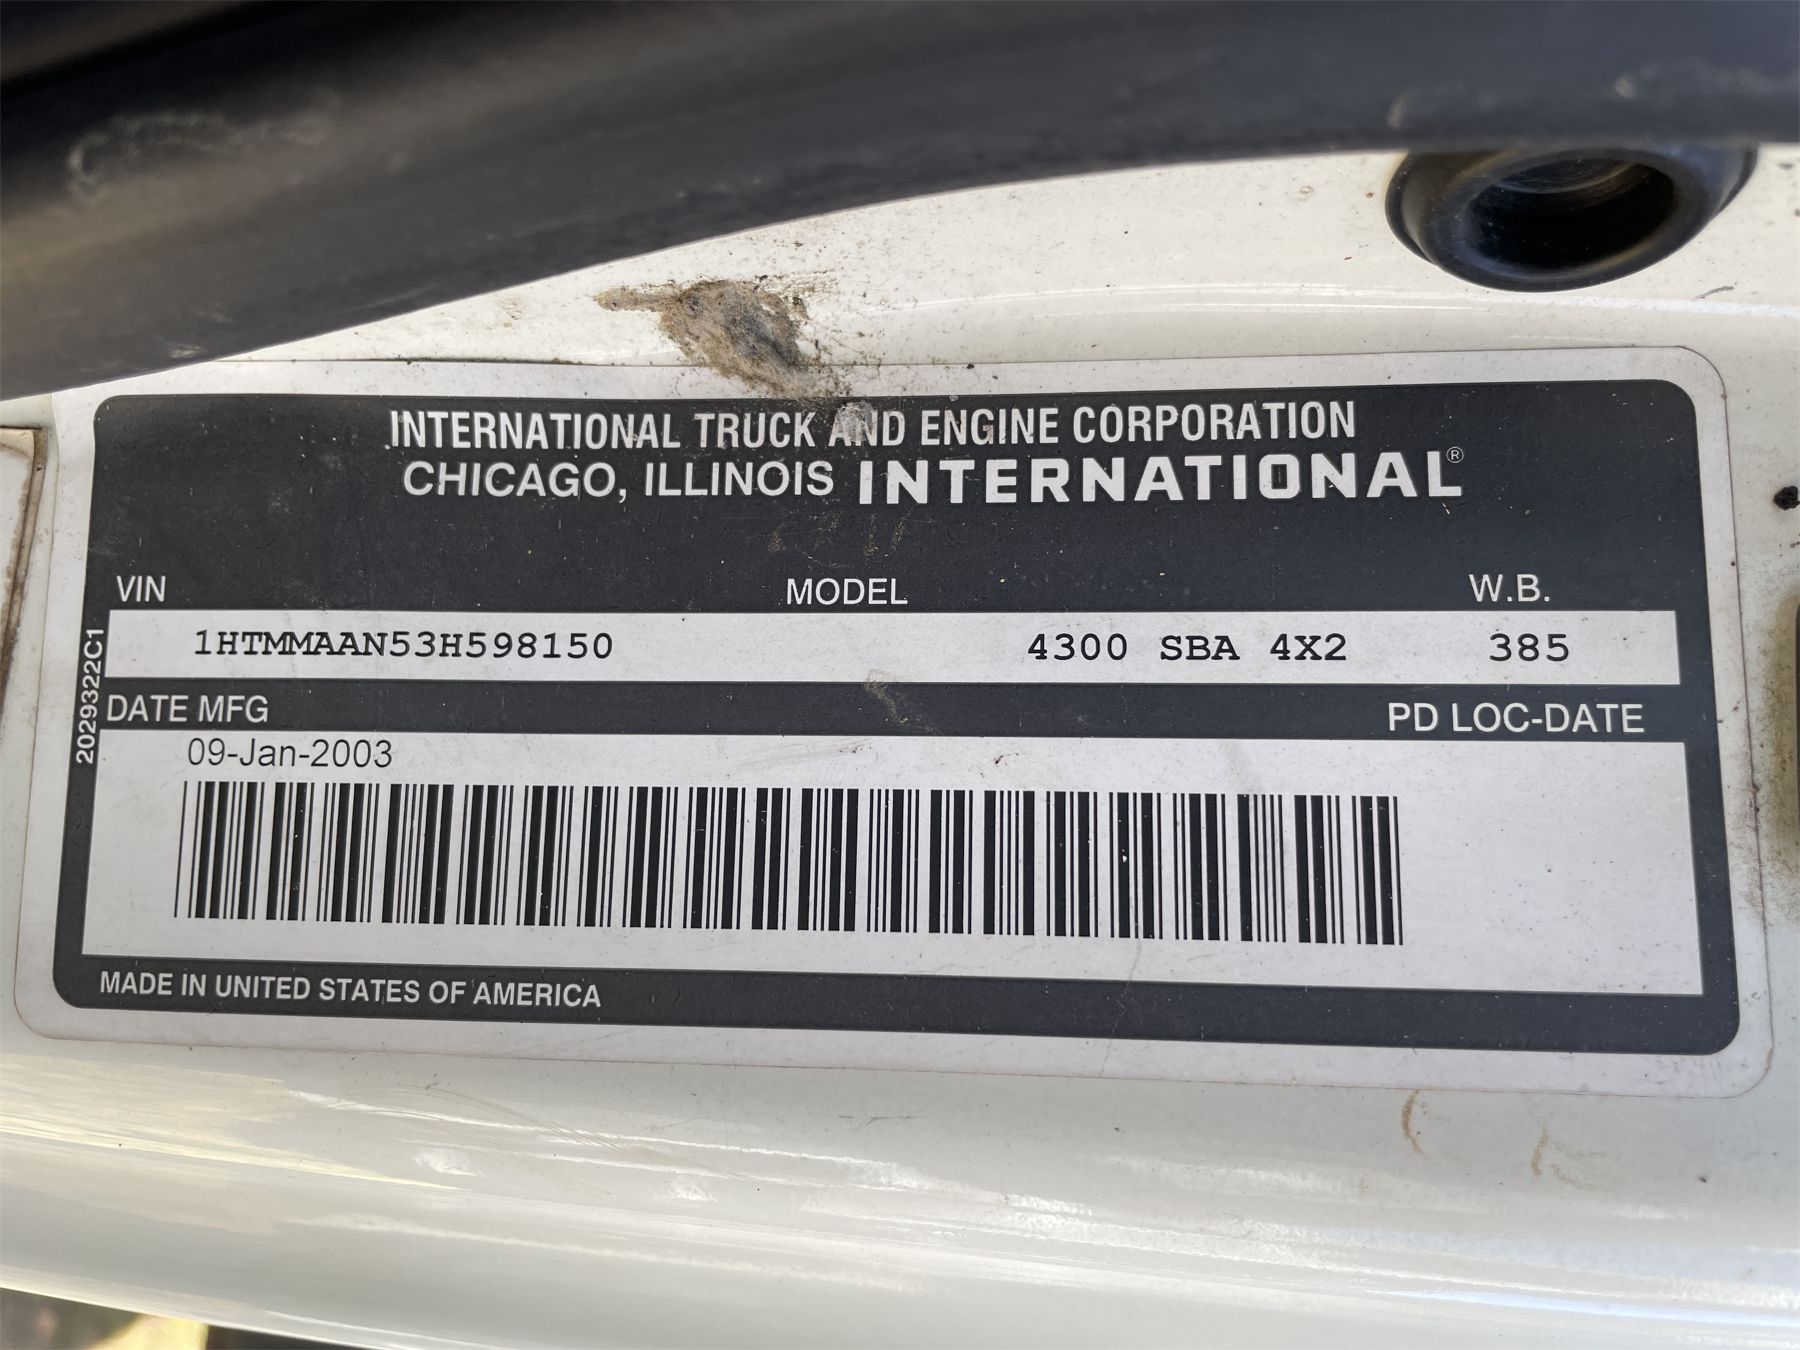 INTERNATIONAL TRUCK AND ENGINE CORPORATION
CHICAGO, ILLINOIS INTERNATIONAL®
VIN MODEL W.B.
1HTMMAAN53H598150 4300 SBA 4X2 385
2029322C1
DATE MFG PD LOC-DATE
09-Jan-2003
MADE IN UNITED STATES OF AMERICA